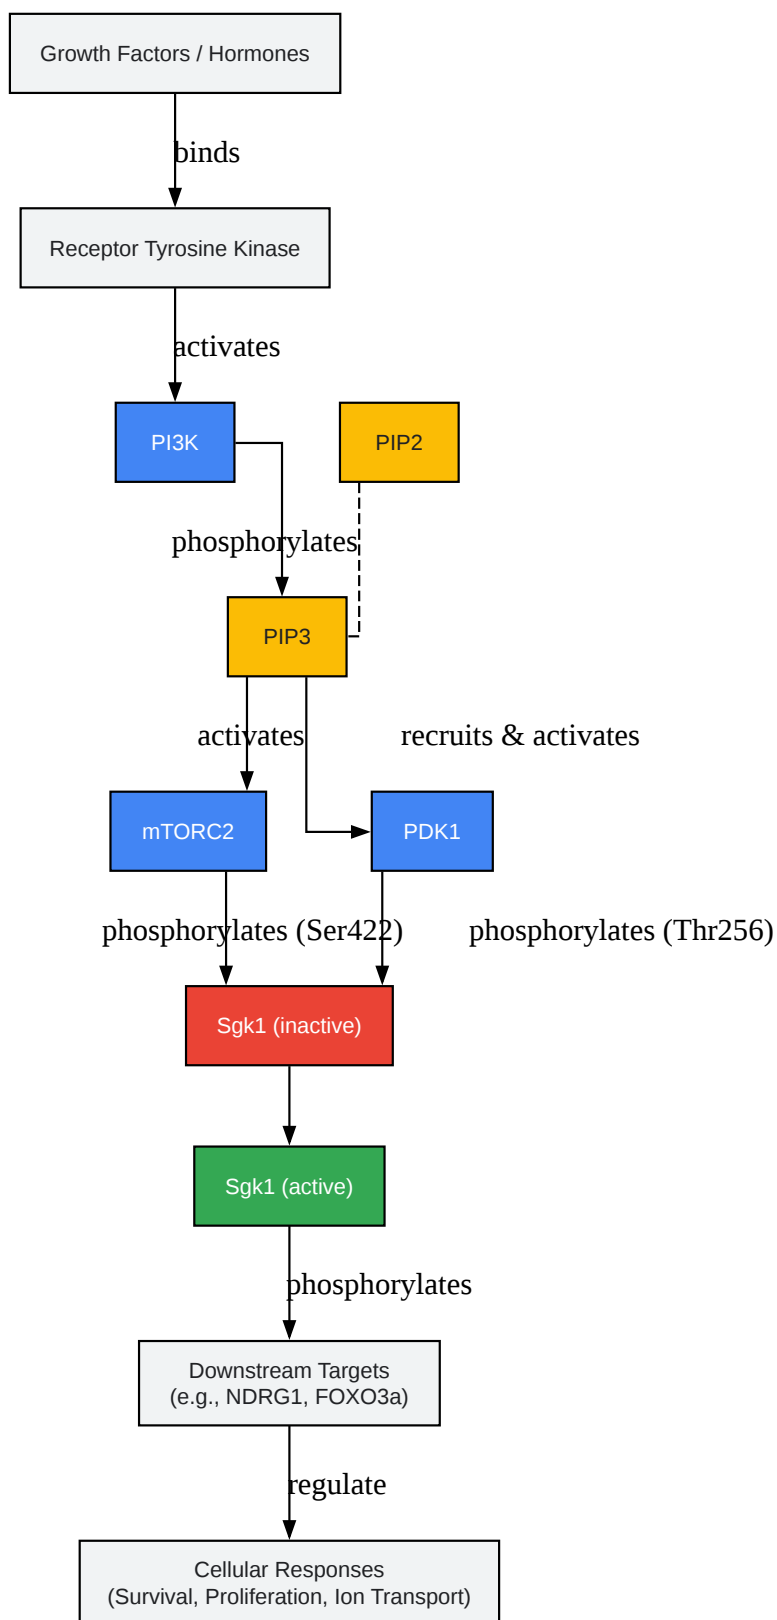 Growth Factors / Hormones
binds
Receptor Tyrosine Kinase
activates
PI3K
PIP2
phosphorylates
PIP3
activates
recruits & activates
mTORC2
PDK1
phosphorylates (Ser422)
phosphorylates (Thr256)
Sgk1 (inactive)
Sgk1 (active)
phosphorylates
Downstream Targets
(e.g., NDRG1, FOXO3a)
regulate
Cellular Responses
(Survival, Proliferation, Ion Transport)